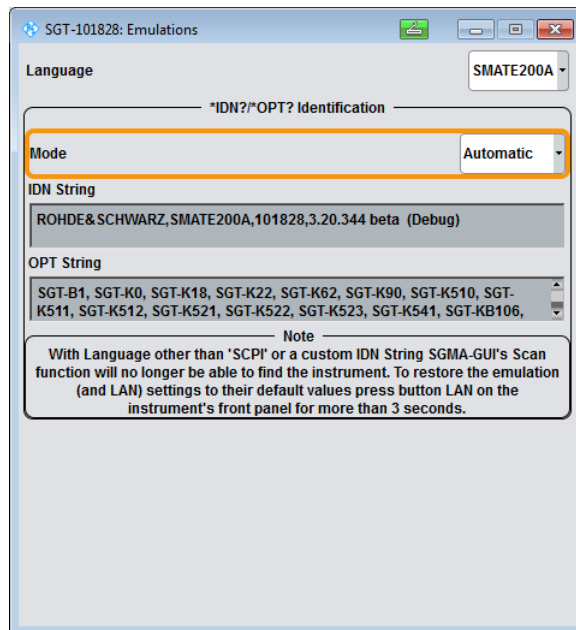 SGT-101828: Emulations
Language
SMATE200A
*IDN?/*OPT? Identification
Mode
Automatic
IDN String
ROHDE&SCHWARZ,SMATE200A,101828,3.20.344 beta (Debug)
OPT String
SGT-B1, SGT-K0, SGT-K18, SGT-K22, SGT-K62, SGT-K90, SGT-K510, SGT-
K511, SGT-K512, SGT-K521, SGT-K522, SGT-K523, SGT-K541, SGT-KB106,
Note
With Language other than 'SCPI' or a custom IDN String SGMA-GUI's Scan
function will no longer be able to find the instrument. To restore the emulation
(and LAN) settings to their default values press button LAN on the
instrument's front panel for more than 3 seconds.